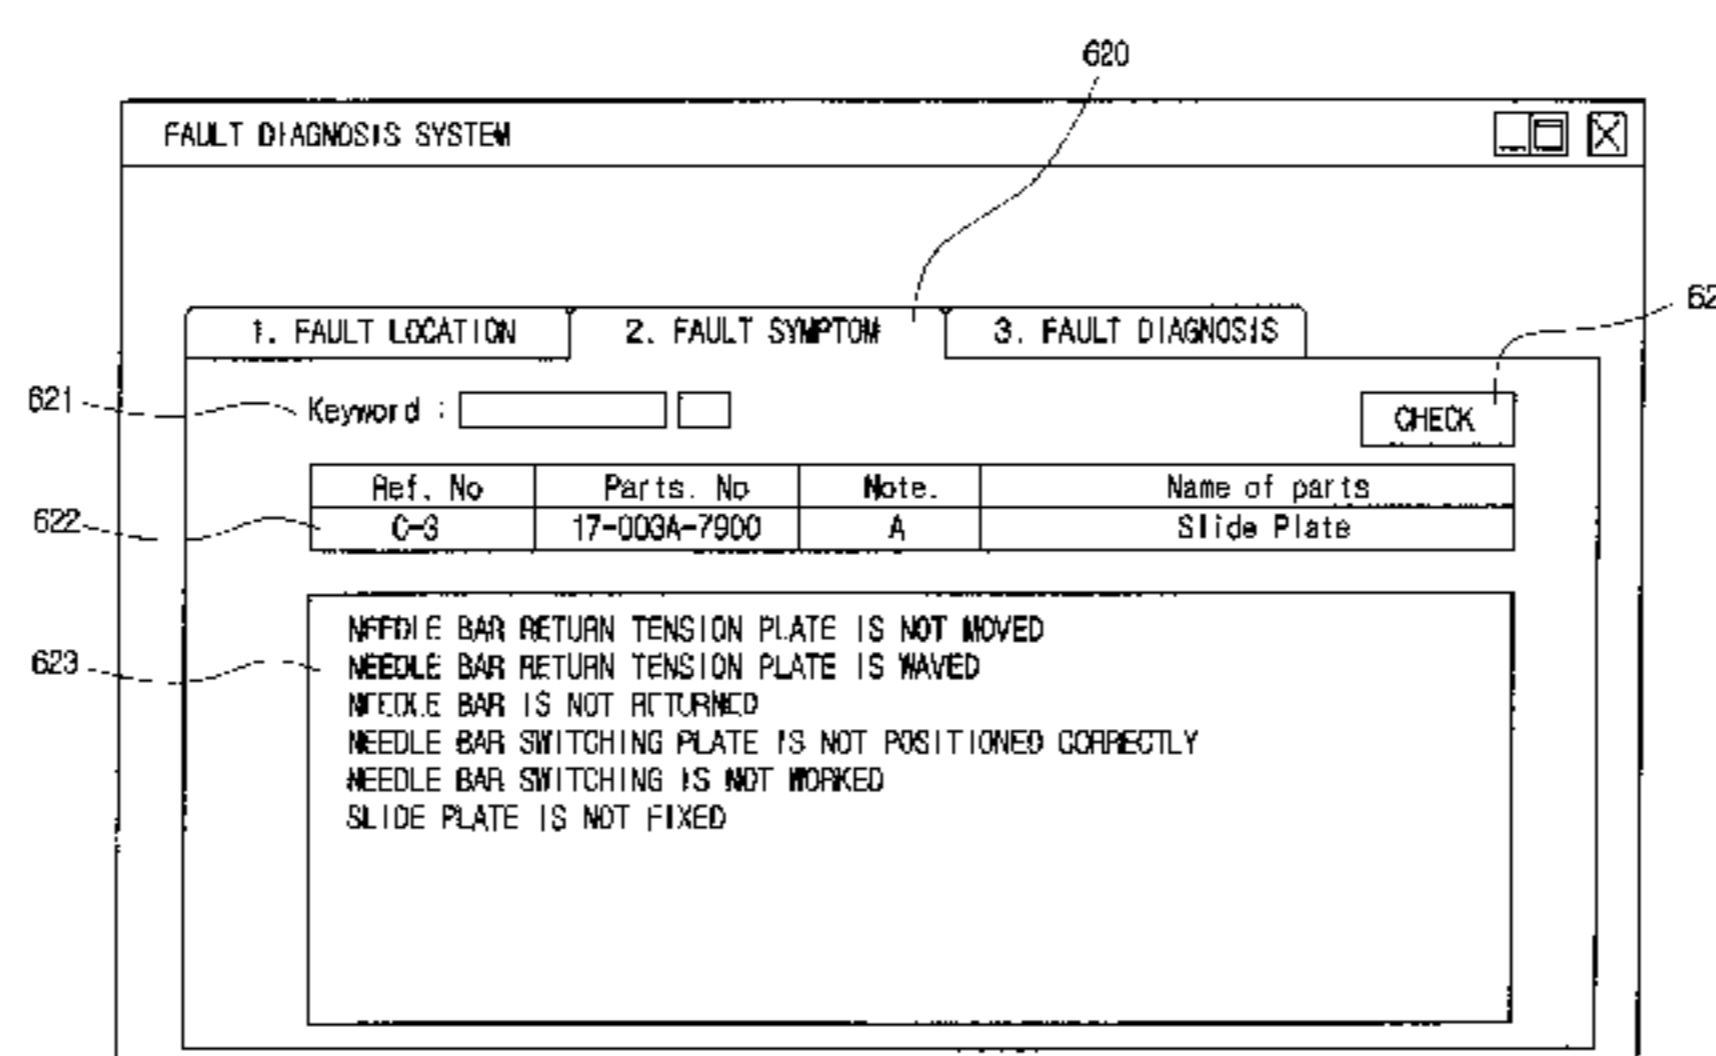 620
FAULT DIAGNOSIS SYSTEM
1. FAULT LOCATION 2. FAULT SYMPTOM 3. FAULT DIAGNOSIS
621 Keyword : CHECK
Ref. No Parts. No Note. Name of parts
622 C-3 17-003A-7900 A Slide Plate
NEEDLE BAR RETURN TENSION PLATE IS NOT MOVED
623 NEEDLE BAR RETURN TENSION PLATE IS WAVED
NEEDLE BAR IS NOT RETURNED
NEEDLE BAR SWITCHING PLATE IS NOT POSITIONED CORRECTLY
NEEDLE BAR SWITCHING IS NOT WORKED
SLIDE PLATE IS NOT FIXED